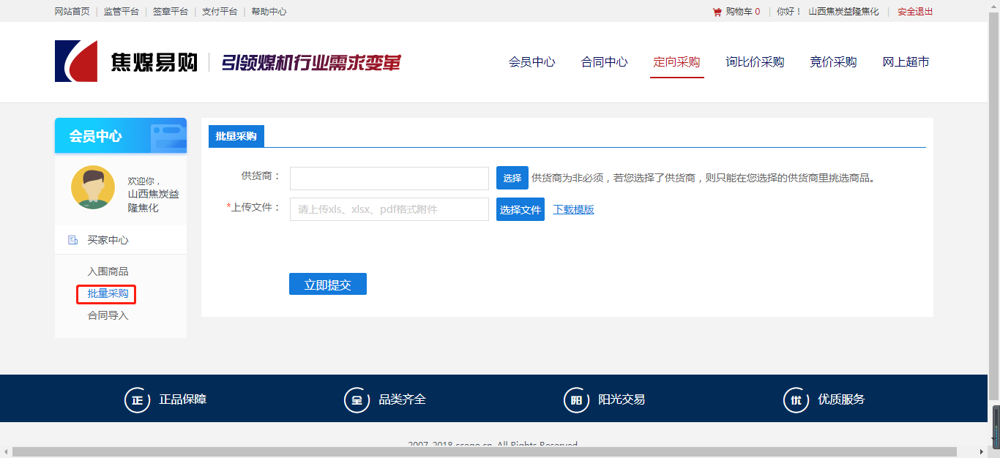 网站首页 | 监管平台 | 签章平台 | 支付平台 | 帮助中心
购物车 0 | 你好！ 山西焦炭益隆焦化 | 安全退出
焦煤易购 | 引领煤机行业需求变革
会员中心 合同中心 定向采购 询比价采购 竞价采购 网上超市
会员中心
欢迎你，
山西焦炭益
隆焦化
买家中心
入围商品
批量采购
合同导入
批量采购
供货商： 选择 供货商为非必须，若您选择了供货商，则只能在您选择的供货商里挑选商品。
*上传文件： 请上传xls、xlsx、pdf格式附件 选择文件 下载模版
立即提交
正 正品保障 全 品类齐全 阳 阳光交易 优 优质服务
2007-2018 ccego.cn All Rights Reserved